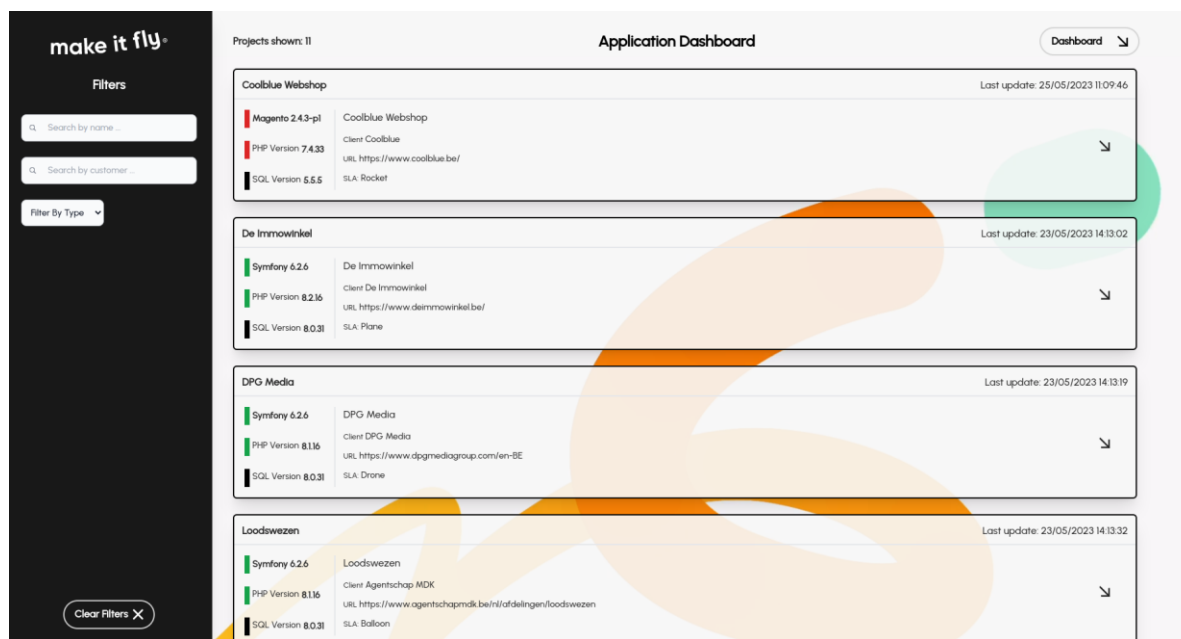 make it fly
Filters
Search by name ...
Search by customer ...
Filter By Type
Clear Filters
Projects shown: 11
Application Dashboard
Dashboard
Coolblue Webshop
Last update: 25/05/2023 11:09:46
Magento 2.4.3-p1
PHP Version 7.4.33
SQL Version 5.5.5
Coolblue Webshop
Client Coolblue
URL https://www.coolblue.be/
SLA: Rocket
De Immowinkel
Last update: 23/05/2023 14:13:02
Symfony 6.2.6
PHP Version 8.2.16
SQL Version 8.0.31
De Immowinkel
Client De Immowinkel
URL https://www.deimmowinkel.be/
SLA: Plane
DPG Media
Last update: 23/05/2023 14:13:19
Symfony 6.2.6
PHP Version 8.1.16
SQL Version 8.0.31
DPG Media
Client DPG Media
URL https://www.dpgmediagroup.com/en-BE
SLA: Drone
Loodswezen
Last update: 23/05/2023 14:13:32
Symfony 6.2.6
PHP Version 8.1.16
SQL Version 8.0.31
Loodswezen
Client Agentschap MDK
URL https://www.agentschapmdk.be/nl/afdelingen/loodswezen
SLA: Balloon